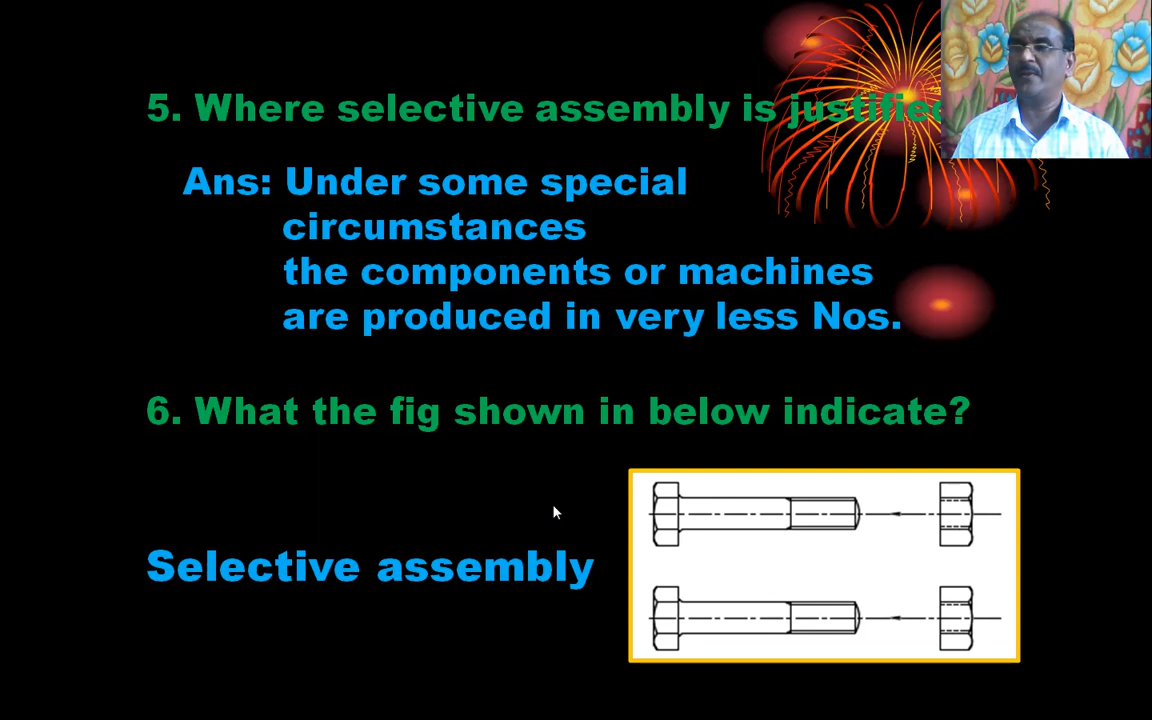 5. Where selective assembly is justified
Ans: Under some special
circumstances
the components or machines
are produced in very less Nos.
6. What the fig shown in below indicate?
Selective assembly